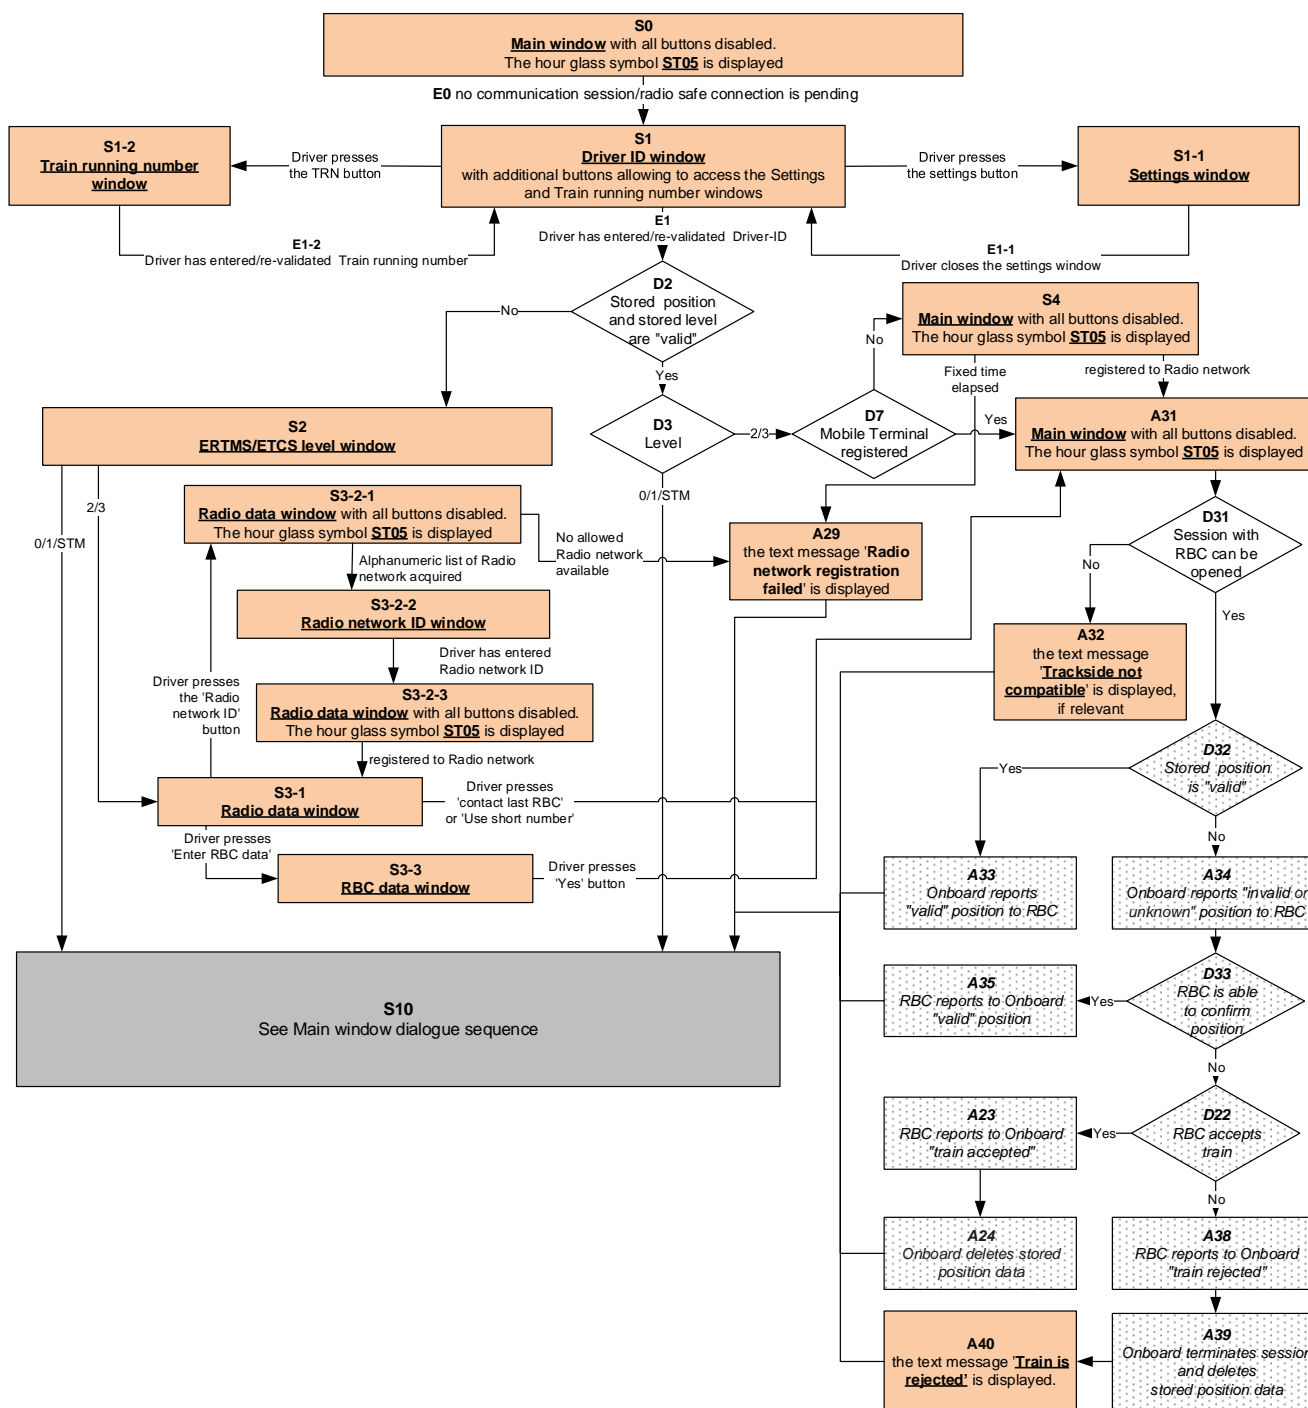 S0
Main window with all buttons disabled.
The hour glass symbol ST05 is displayed
E0 no communication session/radio safe connection is pending
S1-2
Train running number
window
Driver presses
the TRN button
S1
Driver ID window
with additional buttons allowing to access the Settings
and Train running number windows
Driver presses
the settings button
S1-1
Settings window
E1-2
Driver has entered/re-validated Train running number
E1
Driver has entered/re-validated Driver-ID
E1-1
Driver closes the settings window
D2
Stored position
and stored level
are "valid"
No
Yes
S4
Main window with all buttons disabled.
The hour glass symbol ST05 is displayed
No
Fixed time
elapsed
registered to Radio network
S2
ERTMS/ETCS level window
D3
Level
2/3
D7
Mobile Terminal
registered
Yes
A31
Main window with all buttons disabled.
The hour glass symbol ST05 is displayed
0/1/STM
2/3
0/1/STM
S3-2-1
Radio data window with all buttons disabled.
The hour glass symbol ST05 is displayed
No allowed
Radio network
available
A29
the text message 'Radio
network registration
failed' is displayed
D31
Session with
RBC can be
opened
No
Yes
Alphanumeric list of Radio
network acquired
S3-2-2
Radio network ID window
Driver has entered
Radio network ID
A32
the text message
'Trackside not
compatible' is displayed,
if relevant
Driver presses
the 'Radio
network ID'
button
S3-2-3
Radio data window with all buttons disabled.
The hour glass symbol ST05 is displayed
registered to Radio network
D32
Stored position
is "valid"
Yes
No
S3-1
Radio data window
Driver presses
'contact last RBC'
or 'Use short number'
Driver presses
'Enter RBC data'
S3-3
RBC data window
Driver presses
'Yes' button
A33
Onboard reports
"valid" position to RBC
A34
Onboard reports "invalid or
unknown" position to RBC
S10
See Main window dialogue sequence
A35
RBC reports to Onboard
"valid" position
Yes
D33
RBC is able
to confirm
position
No
A23
RBC reports to Onboard
"train accepted"
Yes
D22
RBC accepts
train
No
A24
Onboard deletes stored
position data
A38
RBC reports to Onboard
"train rejected"
A40
the text message 'Train is
rejected' is displayed.
A39
Onboard terminates session
and deletes
stored position data